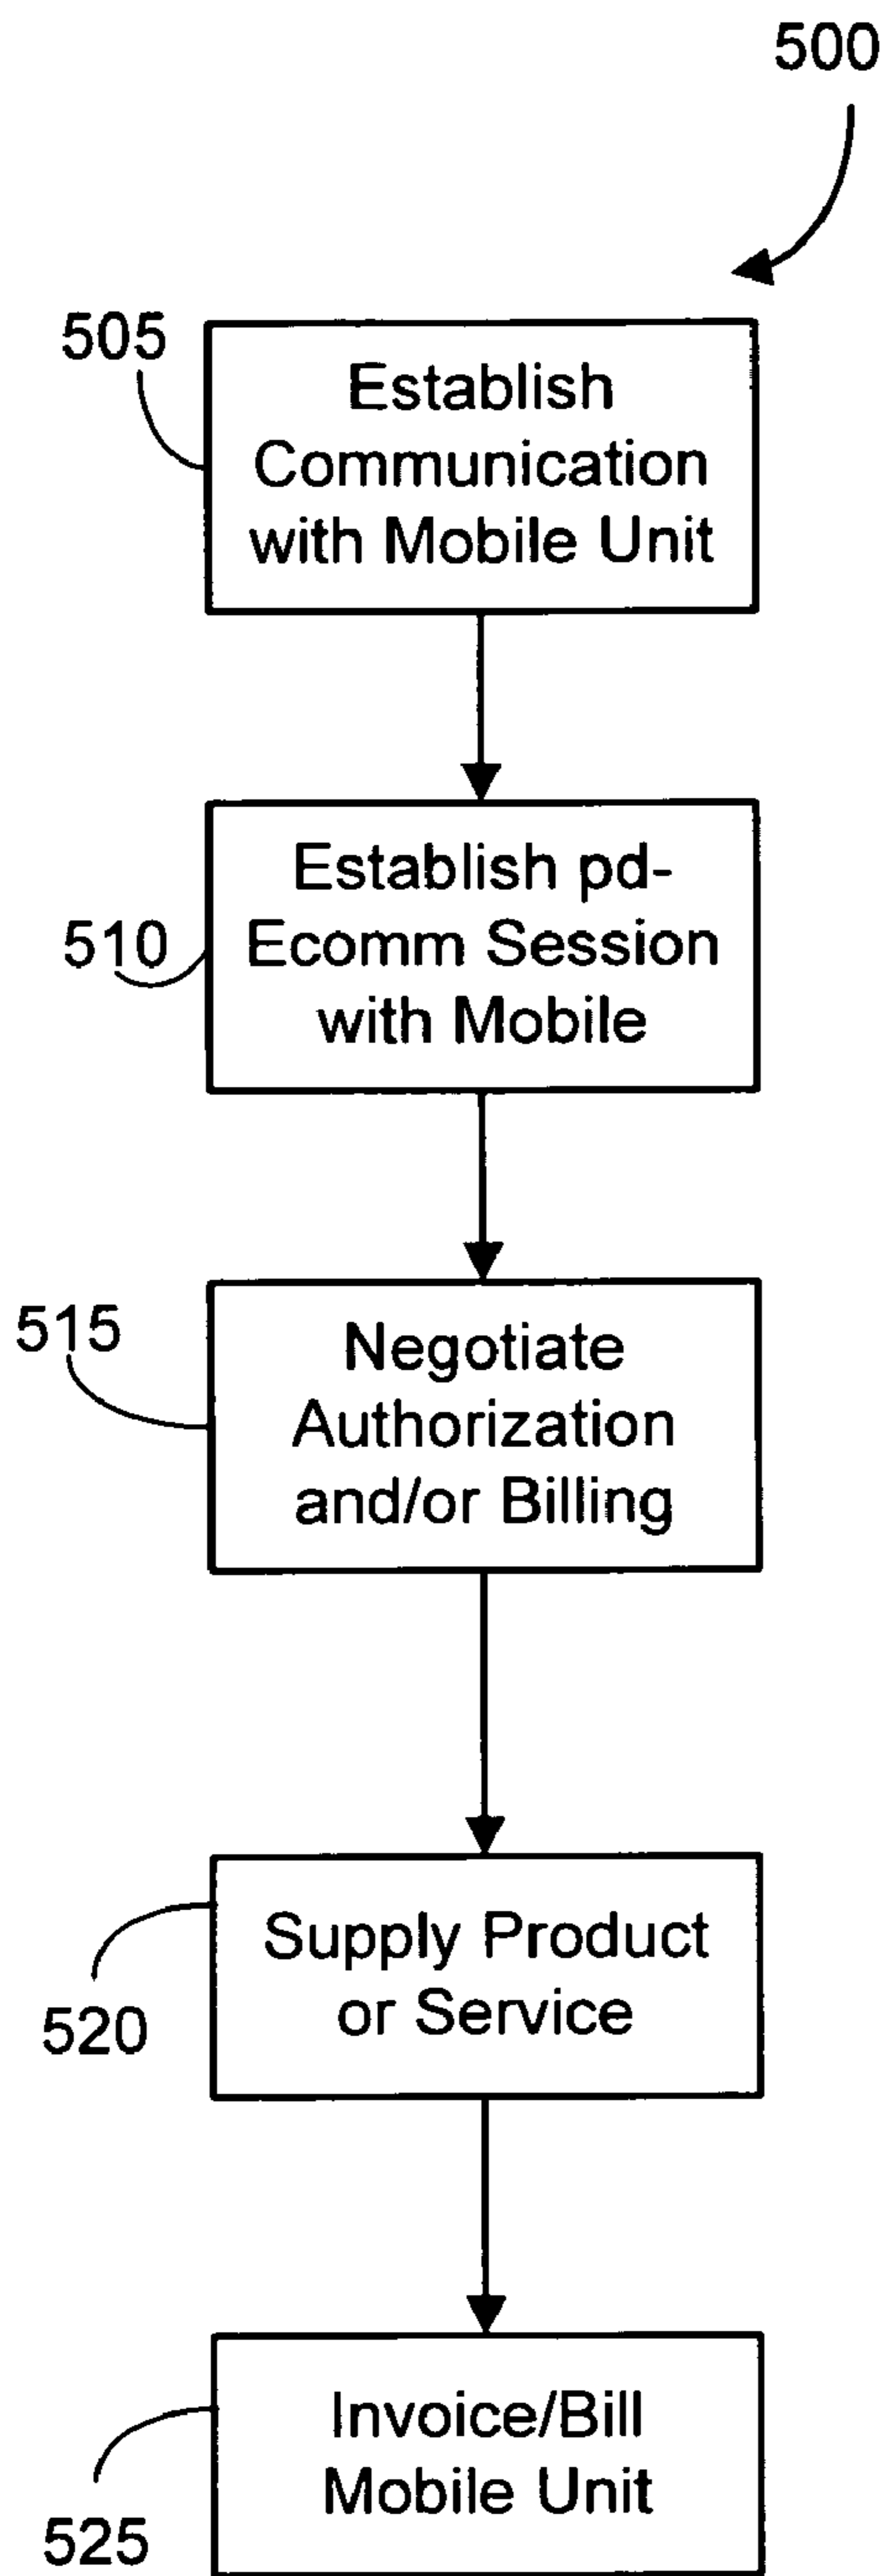 500
505
Establish
Communication
with Mobile Unit
510
Establish pd-
Ecomm Session
with Mobile
515
Negotiate
Authorization
and/or Billing
520
Supply Product
or Service
525
Invoice/Bill
Mobile Unit